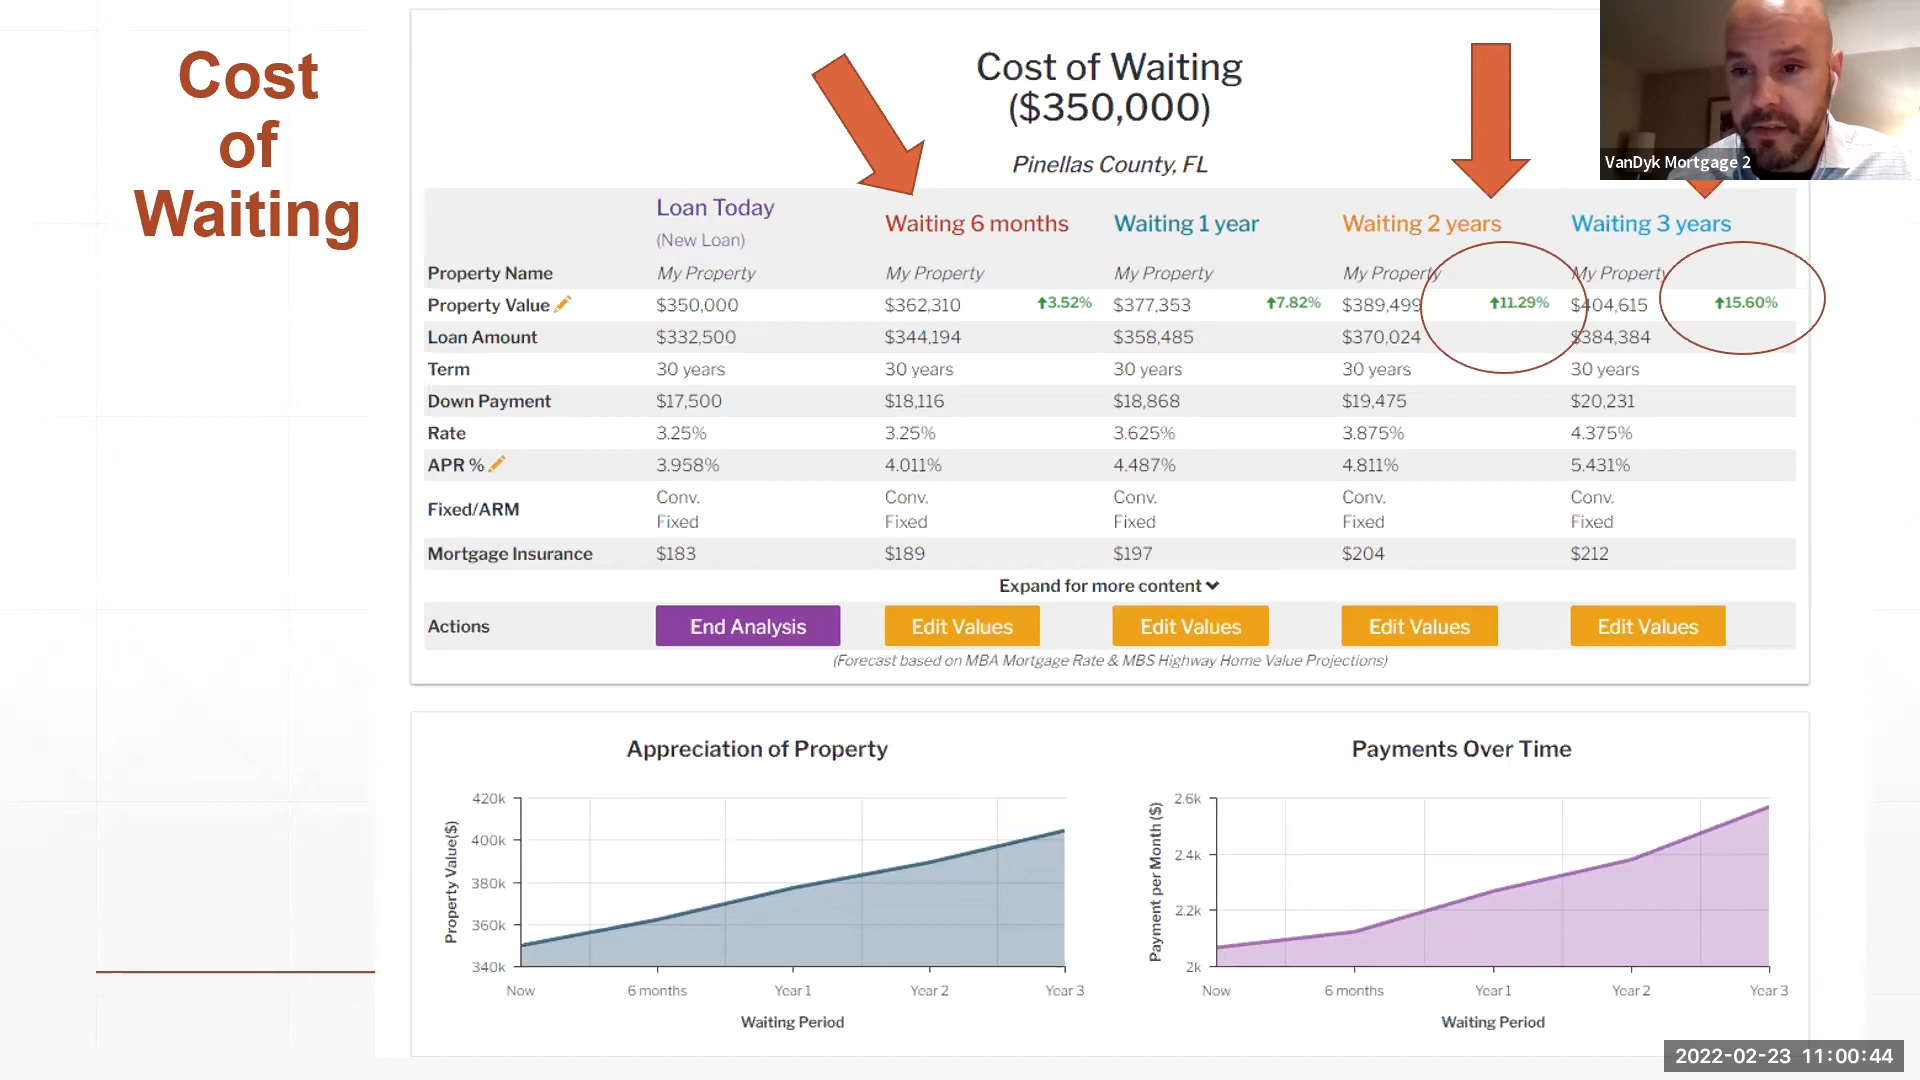 Cost
of
Waiting
Cost of Waiting
($350,000)
Pinellas County, FL
VanDyk Mortgage 2
Loan Today
(New Loan)
Waiting 6 months
Waiting 1 year
Waiting 2 years
Waiting 3 years
Property Name My Property My Property My Property My Property My Property
Property Value $350,000 $362,310 3.52% $377,353 7.82% $389,499 11.29% $404,615 15.60%
Loan Amount $332,500 $344,194 $358,485 $370,024 $384,384
Term 30 years 30 years 30 years 30 years 30 years
Down Payment $17,500 $18,116 $18,868 $19,475 $20,231
Rate 3.25% 3.25% 3.625% 3.875% 4.375%
APR % 3.958% 4.011% 4.487% 4.811% 5.431%
Fixed/ARM
Conv. Conv. Conv. Conv. Conv.
Fixed Fixed Fixed Fixed Fixed
Mortgage Insurance $183 $189 $197 $204 $212
Expand for more content
Actions End Analysis Edit Values Edit Values Edit Values Edit Values
(Forecast based on MBA Mortgage Rate & MBS Highway Home Value Projections)
Appreciation of Property
Property Value($)
420k
400k
380k
360k
340k
Now 6 months Year 1 Year 2 Year 3
Waiting Period
Payments Over Time
Payment per Month ($)
2.6k
2.4k
2.2k
2k
Now 6 months Year 1 Year 2 Year 3
Waiting Period
2022-02-23 11:00:44